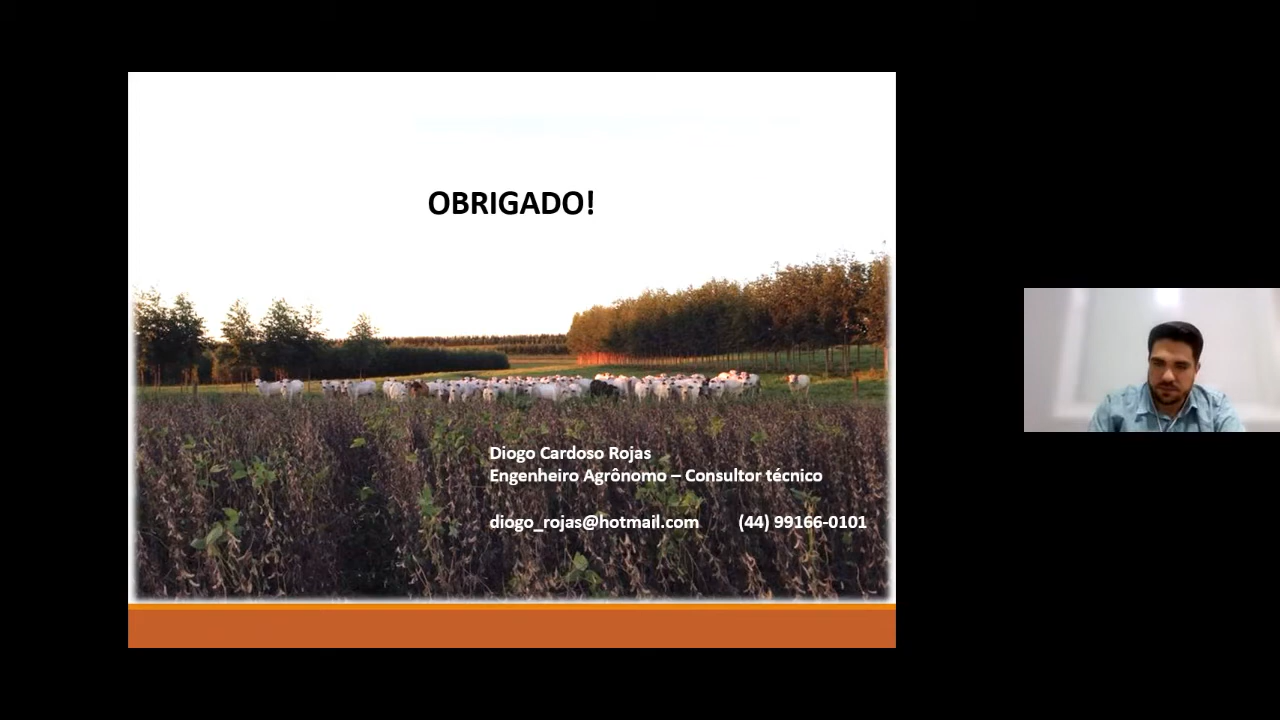 OBRIGADO!
Diogo Cardoso Rojas
Engenheiro Agrônomo – Consultor técnico
diogo_rojas@hotmail.com (44) 99166-0101